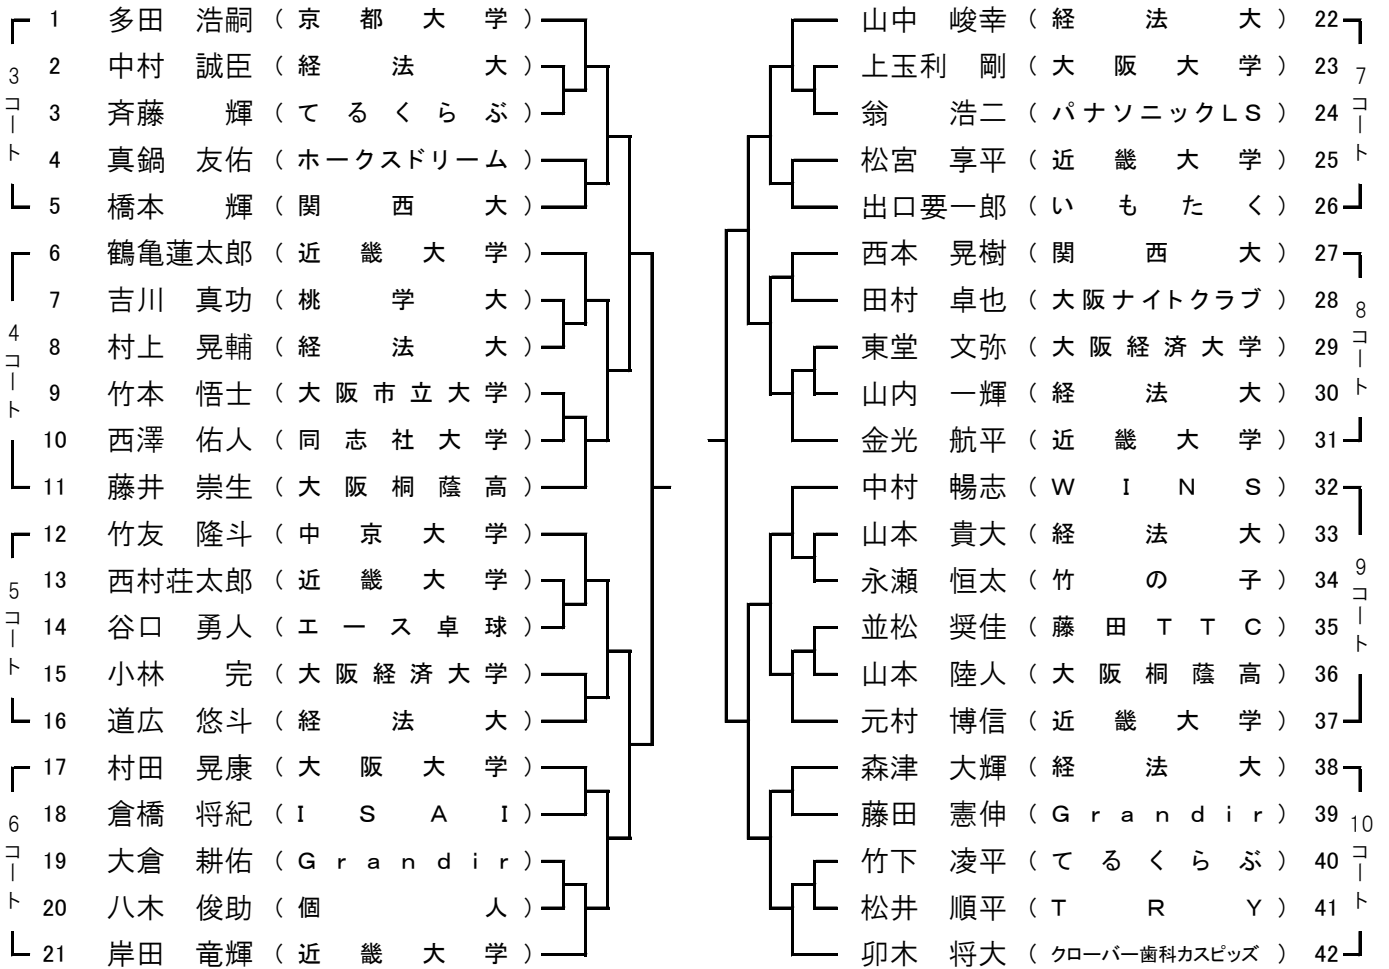 3コート
1 多田 浩嗣 （ 京都大学 ）
2 中村 誠臣 （ 経法大 ）
3 斉藤 輝 （ てるくらぶ ）
4 真鍋 友佑 （ ホークスドリーム ）
5 橋本 輝 （ 関西大 ）
4コート
6 鶴亀蓮太郎 （ 近畿大学 ）
7 吉川 真功 （ 桃学大 ）
8 村上 晃輔 （ 経法大 ）
9 竹本 悟士 （ 大阪市立大学 ）
10 西澤 佑人 （ 同志社大学 ）
11 藤井 崇生 （ 大阪桐蔭高 ）
5コート
12 竹友 隆斗 （ 中京大学 ）
13 西村荘太郎 （ 近畿大学 ）
14 谷口 勇人 （ エース卓球 ）
15 小林 完 （ 大阪経済大学 ）
16 道広 悠斗 （ 経法大 ）
6コート
17 村田 晃康 （ 大阪大学 ）
18 倉橋 将紀 （ ISAI ）
19 大倉 耕佑 （ Grandir ）
20 八木 俊助 （ 個人 ）
21 岸田 竜輝 （ 近畿大学 ）
7コート
山中 峻幸 （ 経法大 ） 22
上玉利 剛 （ 大阪大学 ） 23
翁 浩二 （ パナソニックLS ） 24
松宮 享平 （ 近畿大学 ） 25
出口要一郎 （ いもたく ） 26
8コート
西本 晃樹 （ 関西大 ） 27
田村 卓也 （ 大阪ナイトクラブ ） 28
東堂 文弥 （ 大阪経済大学 ） 29
山内 一輝 （ 経法大 ） 30
金光 航平 （ 近畿大学 ） 31
9コート
中村 暢志 （ WINS ） 32
山本 貴大 （ 経法大 ） 33
永瀬 恒太 （ 竹の子 ） 34
並松 奨佳 （ 藤田TTC ） 35
山本 陸人 （ 大阪桐蔭高 ） 36
元村 博信 （ 近畿大学 ） 37
10コート
森津 大輝 （ 経法大 ） 38
藤田 憲伸 （ Grandir ） 39
竹下 凌平 （ てるくらぶ ） 40
松井 順平 （ TRY ） 41
卯木 将大 （ クローバー歯科カスピッズ ） 42